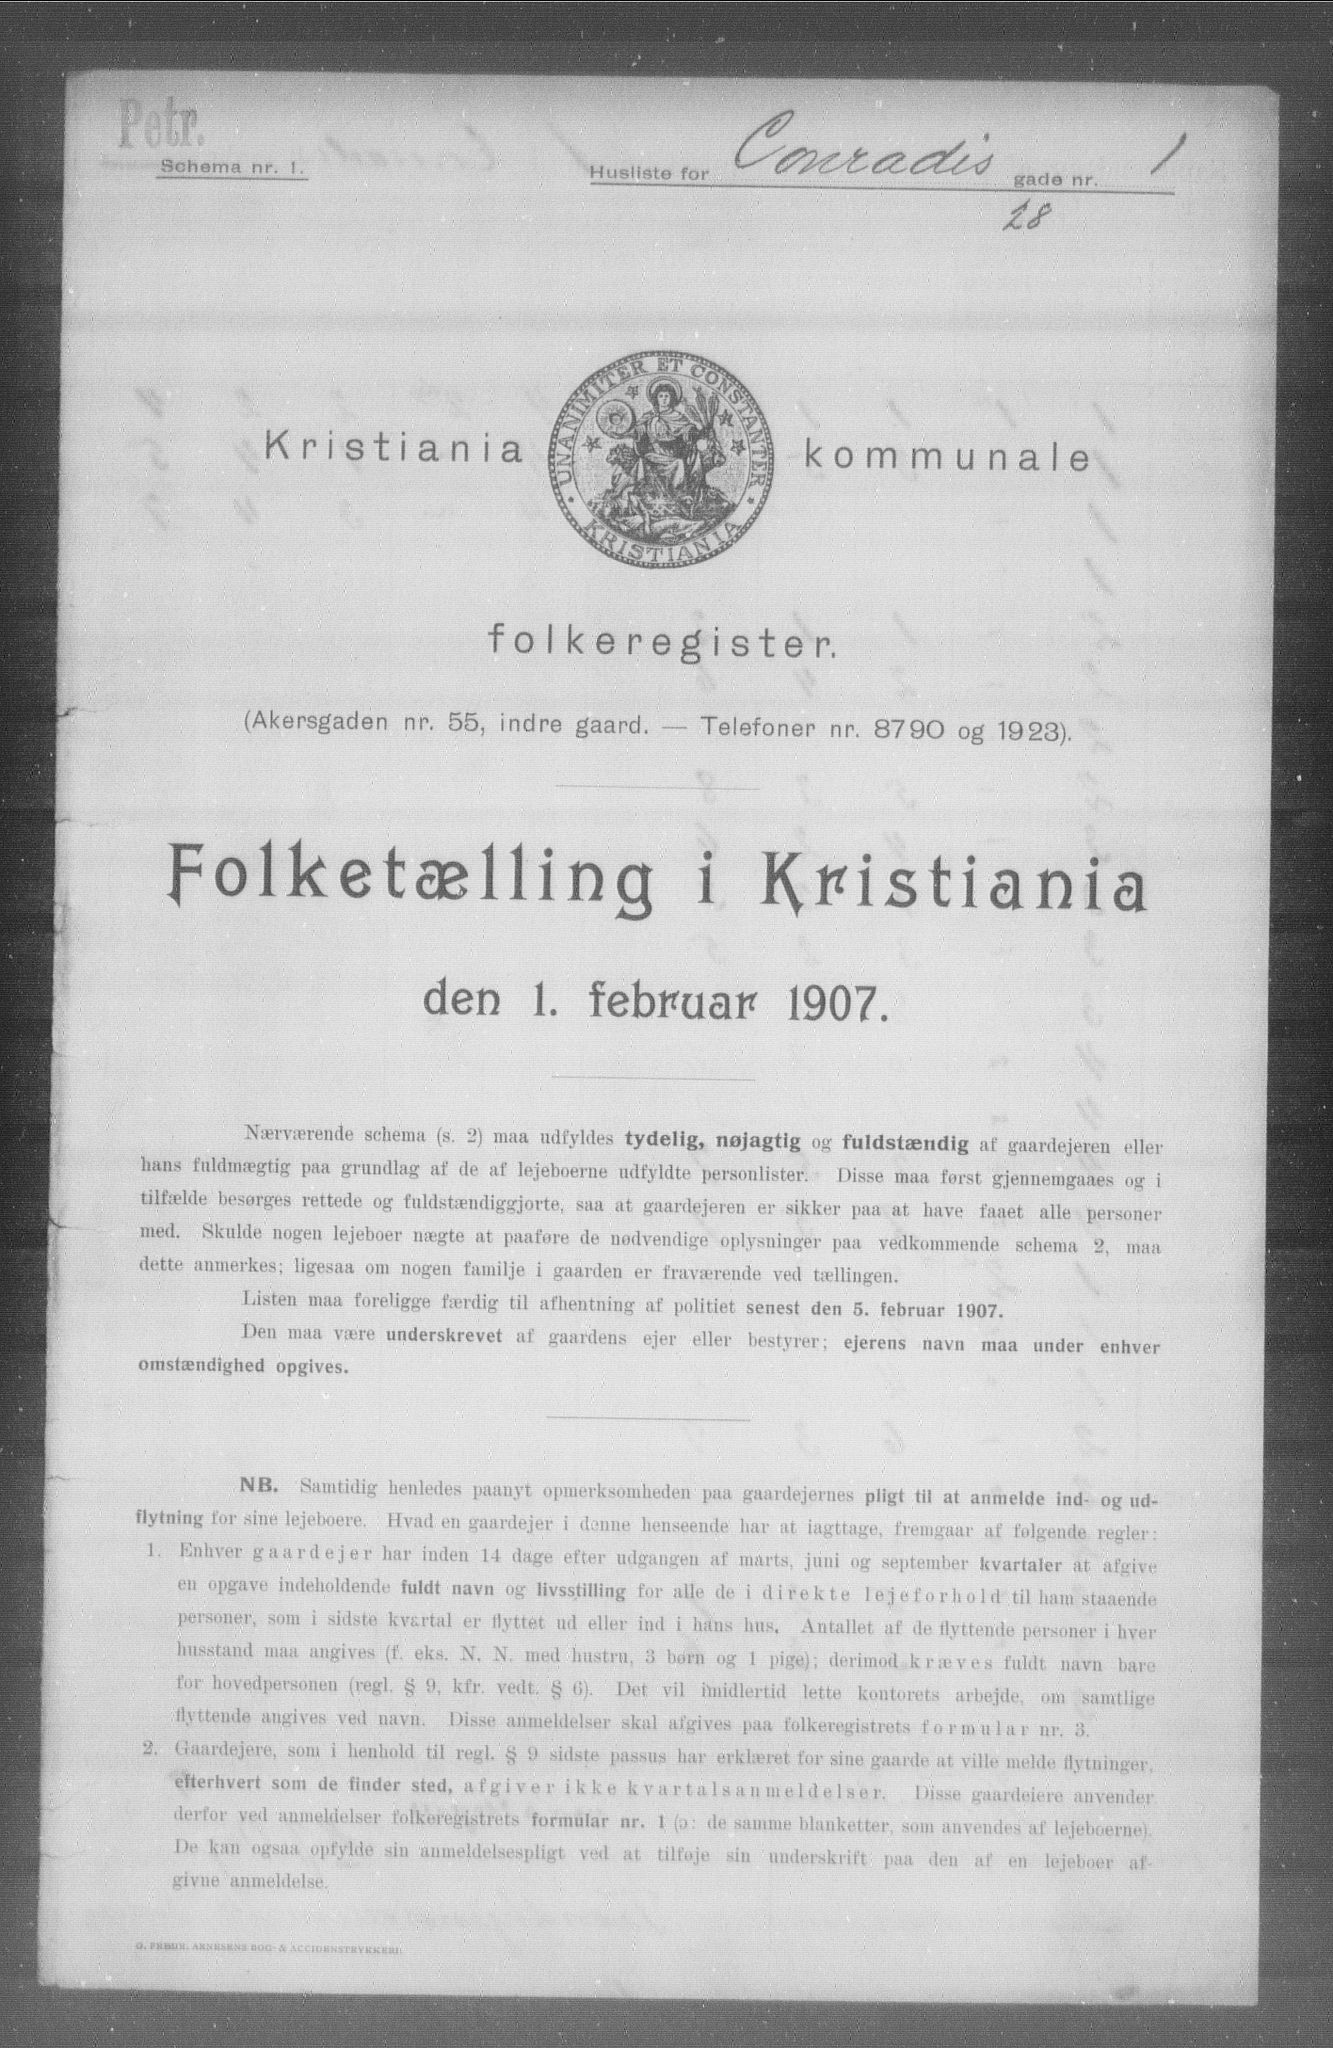 Petr.
Schema nr. 1.
Husliste for Conradis gade nr. 1
28
UNANIMITER ET CONSTANTER
KRISTIANIA
Kristiania kommunale
folkeregister.
(Akersgaden nr. 55, indre gaard. — Telefoner nr. 8790 og 1923).
Folketælling i Kristiania
den 1. februar 1907.
Nærværende schema (s. 2) maa udfyldes tydelig, nøjagtig og fuldstændig af gaardejeren eller
hans fuldmægtig paa grundlag af de af lejeboerne udfyldte personlister. Disse maa først gjennemgaaes og i
tilfælde besørges rettede og fuldstændiggjorte, saa at gaardejeren er sikker paa at have faaet alle personer
med. Skulde nogen lejeboer nægte at paaføre de nødvendige oplysninger paa vedkommende schema 2, maa
dette anmerkes; ligesaa om nogen familje i gaarden er fraværende ved tællingen.
Listen maa foreligge færdig til afhentning af politiet senest den 5. februar 1907.
Den maa være underskrevet af gaardens ejer eller bestyrer; ejerens navn maa under enhver
omstændighed opgives.
NB. Samtidig henledes paanyt opmerksomheden paa gaardejernes pligt til at anmelde ind- og ud-
flytning for sine lejeboere. Hvad en gaardejer i denne henseende har at iagttage, fremgaar af følgende regler:
1. Enhver gaardejer har inden 14 dage efter udgangen af marts, juni og september kvartaler at afgive
en opgave indeholdende fuldt navn og livsstilling for alle de i direkte lejeforhold til ham staaende
personer, som i sidste kvartal er flyttet ud eller ind i hans hus. Antallet af de flyttende personer i hver
husstand maa angives (f. eks. N. N. med hustru, 3 børn og 1 pige); derimod kræves fuldt navn bare
for hovedpersonen (regl. § 9, kfr. vedt. § 6). Det vil imidlertid lette kontorets arbejde, om samtlige
flyttende angives ved navn. Disse anmeldelser skal afgives paa folkeregistrets formular nr. 3.
2. Gaardejere, som i henhold til regl. § 9 sidste passus har erklæret for sine gaarde at ville melde flytninger,
efterhvert som de finder sted, afgiver ikke kvartalsanmeldelser. Disse gaardeiere anvender
derfor ved anmeldelser folkeregistrets formular nr. 1 (ɔ: de samme blanketter, som anvendes af lejeboerne).
De kan ogsaa opfylde sin anmeldelsespligt ved at tilføje sin underskrift paa den af en lejeboer af-
givne anmeldelse.
O. FREDR. ARNESENS BOG- & ACCIDENSTRYKKERI.